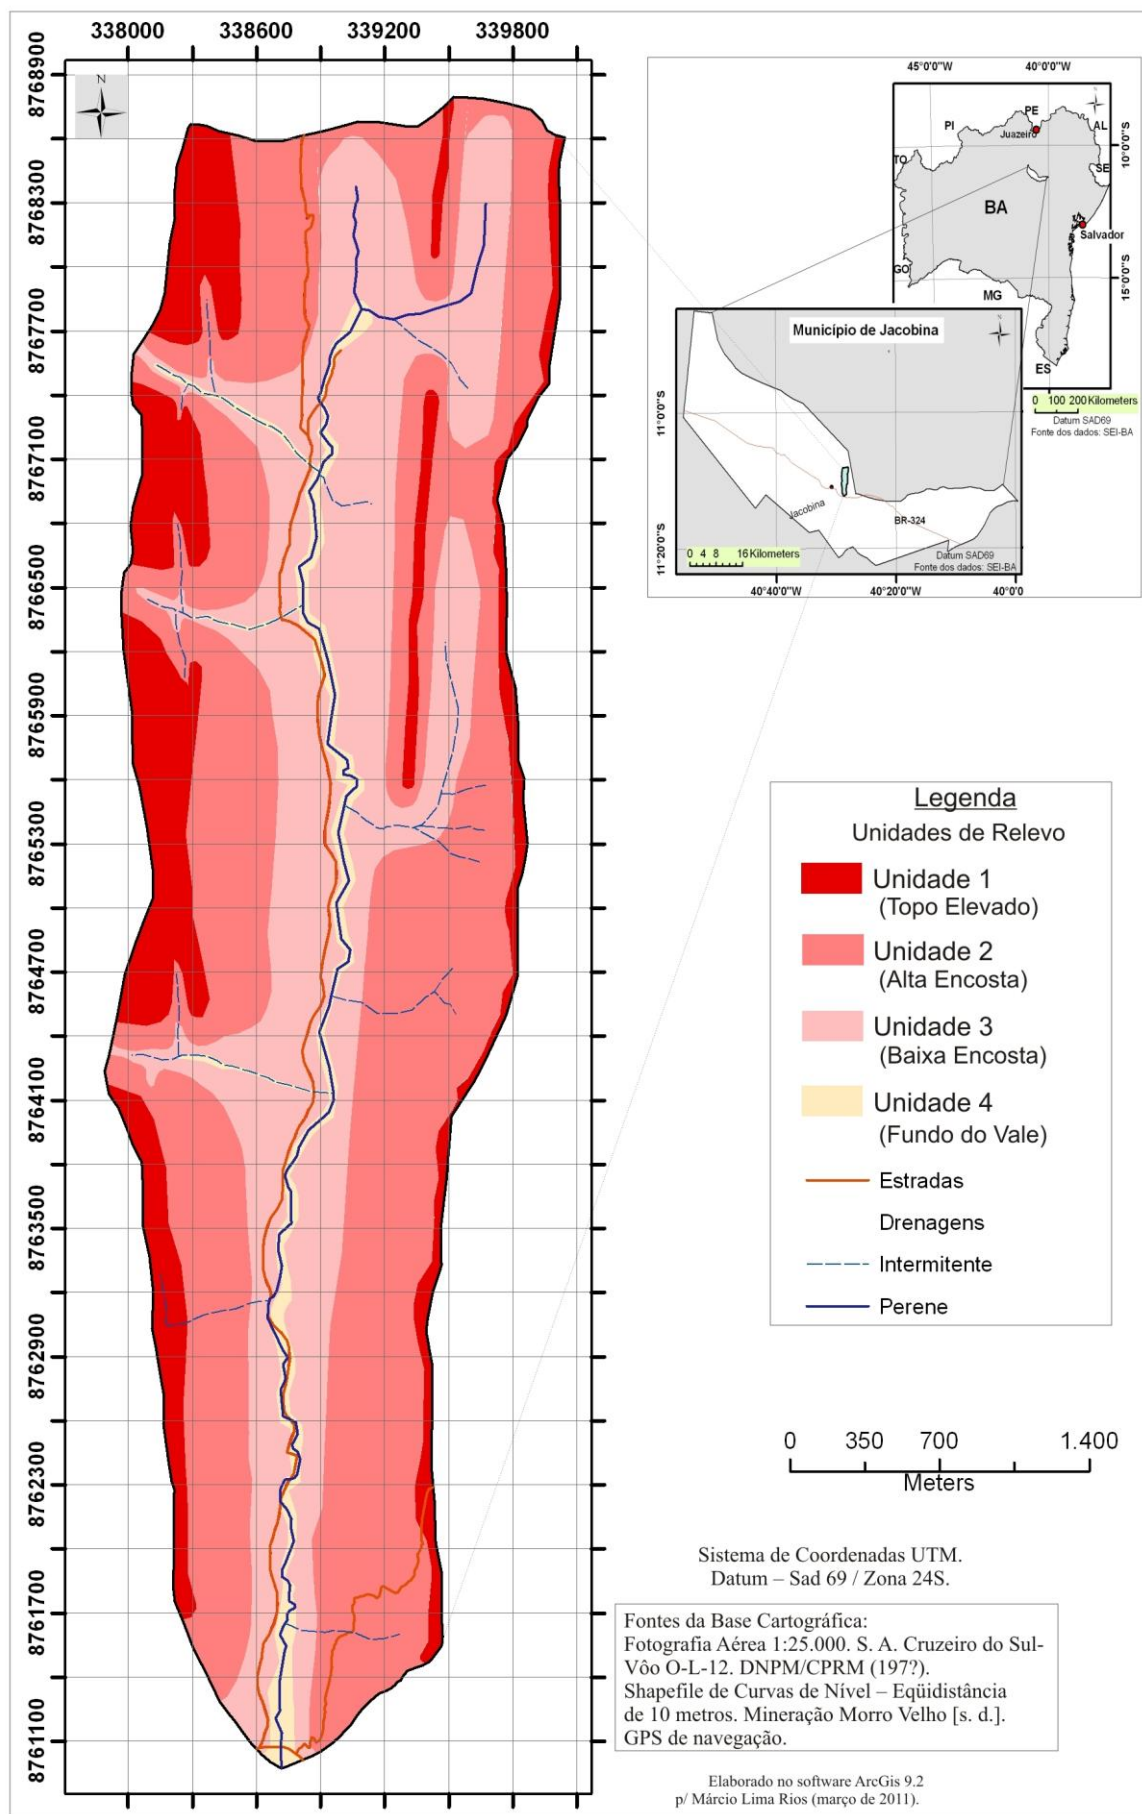 338000 338600 339200 339800
8768900
8768300
8767700
8767100
8766500
8765900
8765300
8764700
8764100
8763500
8762900
8762300
8761700
8761100
N
45°0'0"W 40°0'0"W
PE
PI
Juazeiro
AL
TO
SE
BA
Salvador
GO
MG
ES
10°0'0"S
15°0'0"S
0 100 200 Kilometers
Datum SAD69
Fonte dos dados: SEI-BA
Município de Jacobina
11°0'0"S
11°20'0"S
Jacobina
BR-324
0 4 8 16 Kilometers
Datum SAD69
Fonte dos dados: SEI-BA
40°40'0"W 40°20'0"W 40°0'0"
Legenda
Unidades de Relevo
Unidade 1
(Topo Elevado)
Unidade 2
(Alta Encosta)
Unidade 3
(Baixa Encosta)
Unidade 4
(Fundo do Vale)
Estradas
Drenagens
Intermitente
Perene
0 350 700 1.400
Meters
Sistema de Coordenadas UTM.
Datum – Sad 69 / Zona 24S.
Fontes da Base Cartográfica:
Fotografia Aérea 1:25.000. S. A. Cruzeiro do Sul-
Vôo O-L-12. DNPM/CPRM (197?).
Shapefile de Curvas de Nível – Eqüidistância
de 10 metros. Mineração Morro Velho [s. d.].
GPS de navegação.
Elaborado no software ArcGis 9.2
p/ Márcio Lima Rios (março de 2011).